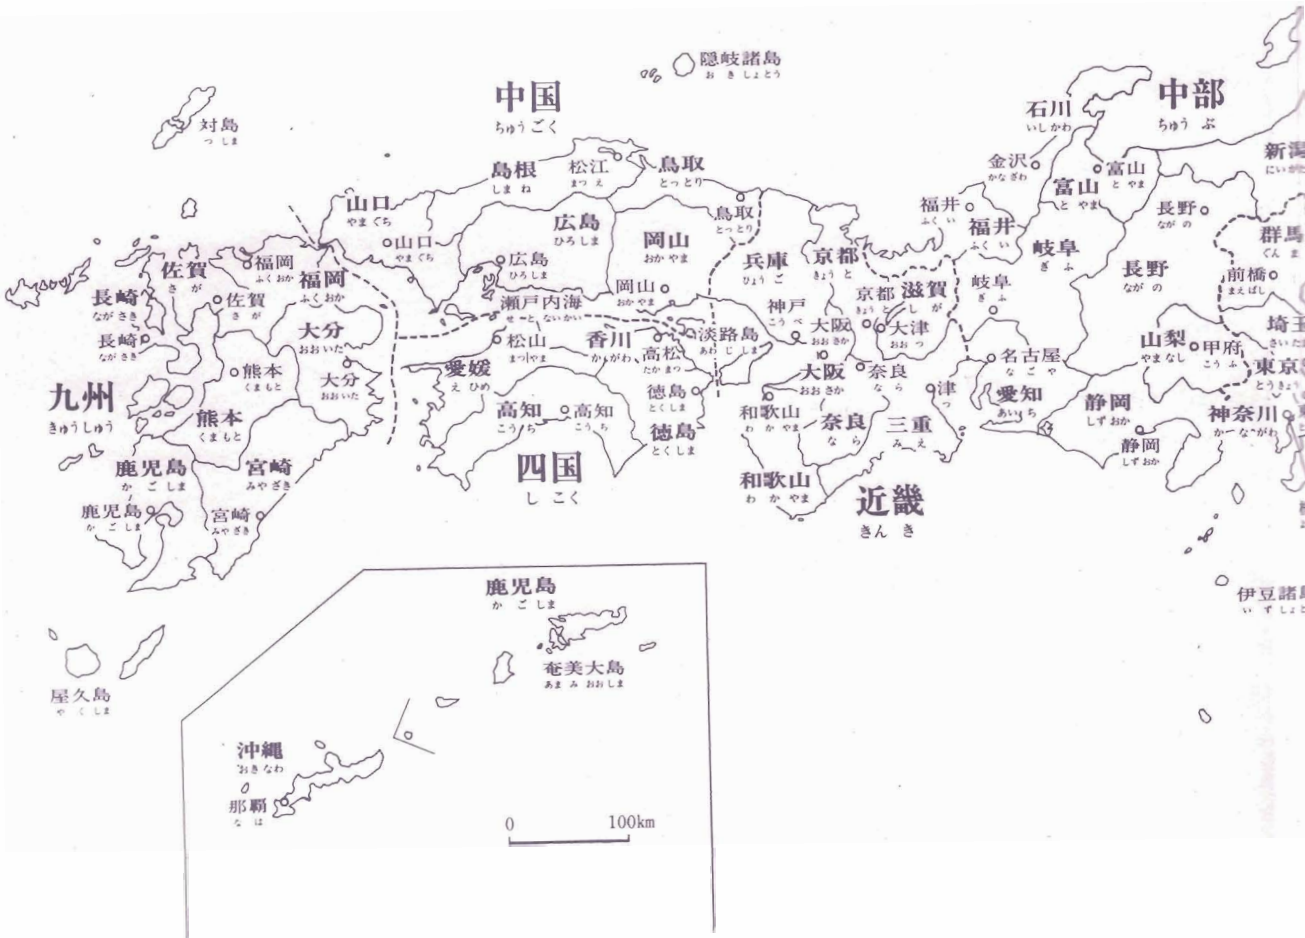 隠岐諸島
おきしょとう
中国
ちゅうごく
中部
ちゅうぶ
石川
いしかわ
対島
つしま
島根
しまね
松江
まつえ
鳥取
とっとり
金沢
かなざわ
富山
とやま
富山
とやま
山口
やまぐち
鳥取
とっとり
福井
ふくい
長野
ながの
広島
ひろしま
福井
ふくい
群馬
ぐんま
山口
やまぐち
岡山
おかやま
岐阜
ぎふ
兵庫
ひょうご
京都
きょうと
佐賀
さが
福岡
ふくおか
福岡
ふくおか
広島
ひろしま
長野
ながの
前橋
まえばし
長崎
ながさき
佐賀
さが
瀬戸内海
せとないかい
岡山
おかやま
神戸
こうべ
京都
きょうと
滋賀
しが
岐阜
ぎふ
大分
おおいた
大阪
おおさか
大津
おおつ
長崎
ながさき
松山
まつやま
香川
かがわ
淡路島
あわじしま
山梨
やまなし
甲府
こうふ
高松
たかまつ
名古屋
なごや
熊本
くまもと
大分
おおいた
愛媛
えひめ
大阪
おおさか
奈良
なら
九州
きゅうしゅう
徳島
とくしま
津
つ
愛知
あいち
熊本
くまもと
高知
こうち
高知
こうち
和歌山
わかやま
静岡
しずおか
神奈川
かながわ
徳島
とくしま
奈良
なら
三重
みえ
静岡
しずおか
鹿児島
かごしま
宮崎
みやざき
四国
しこく
和歌山
わかやま
近畿
きんき
鹿児島
かごしま
宮崎
みやざき
鹿児島
かごしま
奄美大島
あまみおおしま
屋久島
やくしま
沖縄
おきなわ
那覇
なは
0 100km